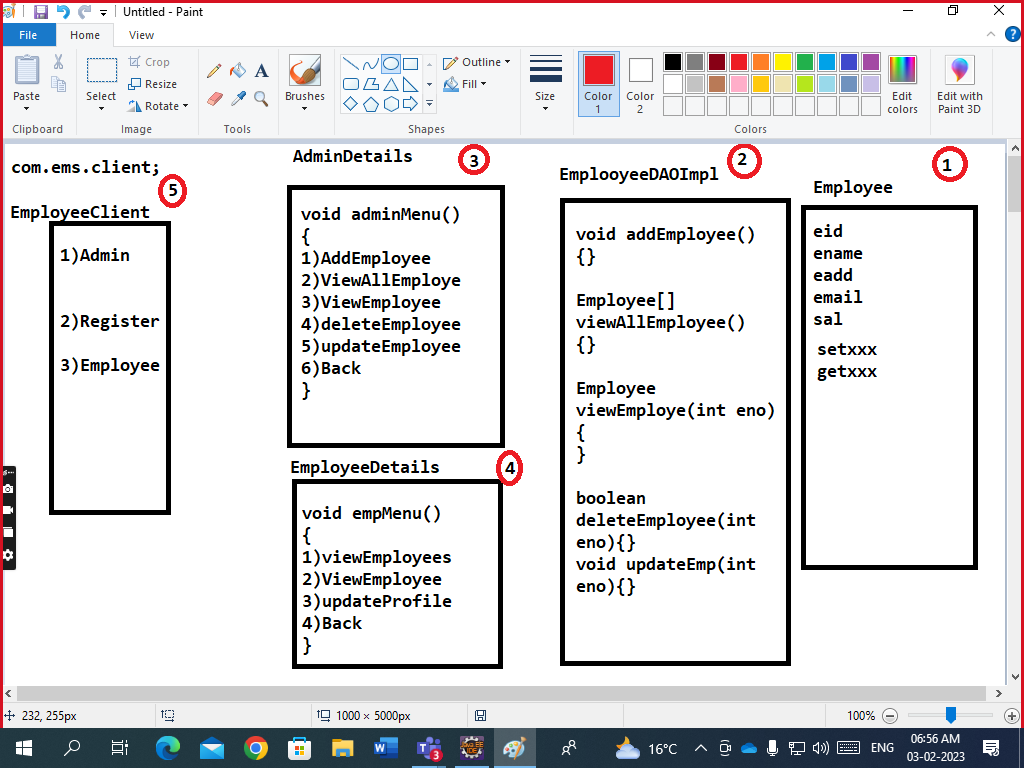 Untitled - Paint
File
Home
View
Paste
Clipboard
Select
Crop
Resize
Rotate
Image
Tools
Brushes
Outline
Fill
Shapes
Size
Color
1
Color
2
Edit
colors
Edit with
Paint 3D
Colors
com.ems.client;
5
EmployeeClient
1)Admin
2)Register
3)Employee
AdminDetails
3
void adminMenu()
{
1)AddEmployee
2)ViewAllEmploye
3)ViewEmployee
4)deleteEmployee
5)updateEmployee
6)Back
}
EmployeeDetails
4
void empMenu()
{
1)viewEmployees
2)ViewEmployee
3)updateProfile
4)Back
}
EmplooyeeDAOImpl
2
void addEmployee()
{}
Employee[]
viewAllEmployee()
{}
Employee
viewEmploye(int eno)
{
}
boolean
deleteEmployee(int
eno){}
void updateEmp(int
eno){}
Employee
1
eid
ename
eadd
email
sal
setxxx
getxxx
232, 255px
1000 × 5000px
100%
16°C
ENG
06:56 AM
03-02-2023